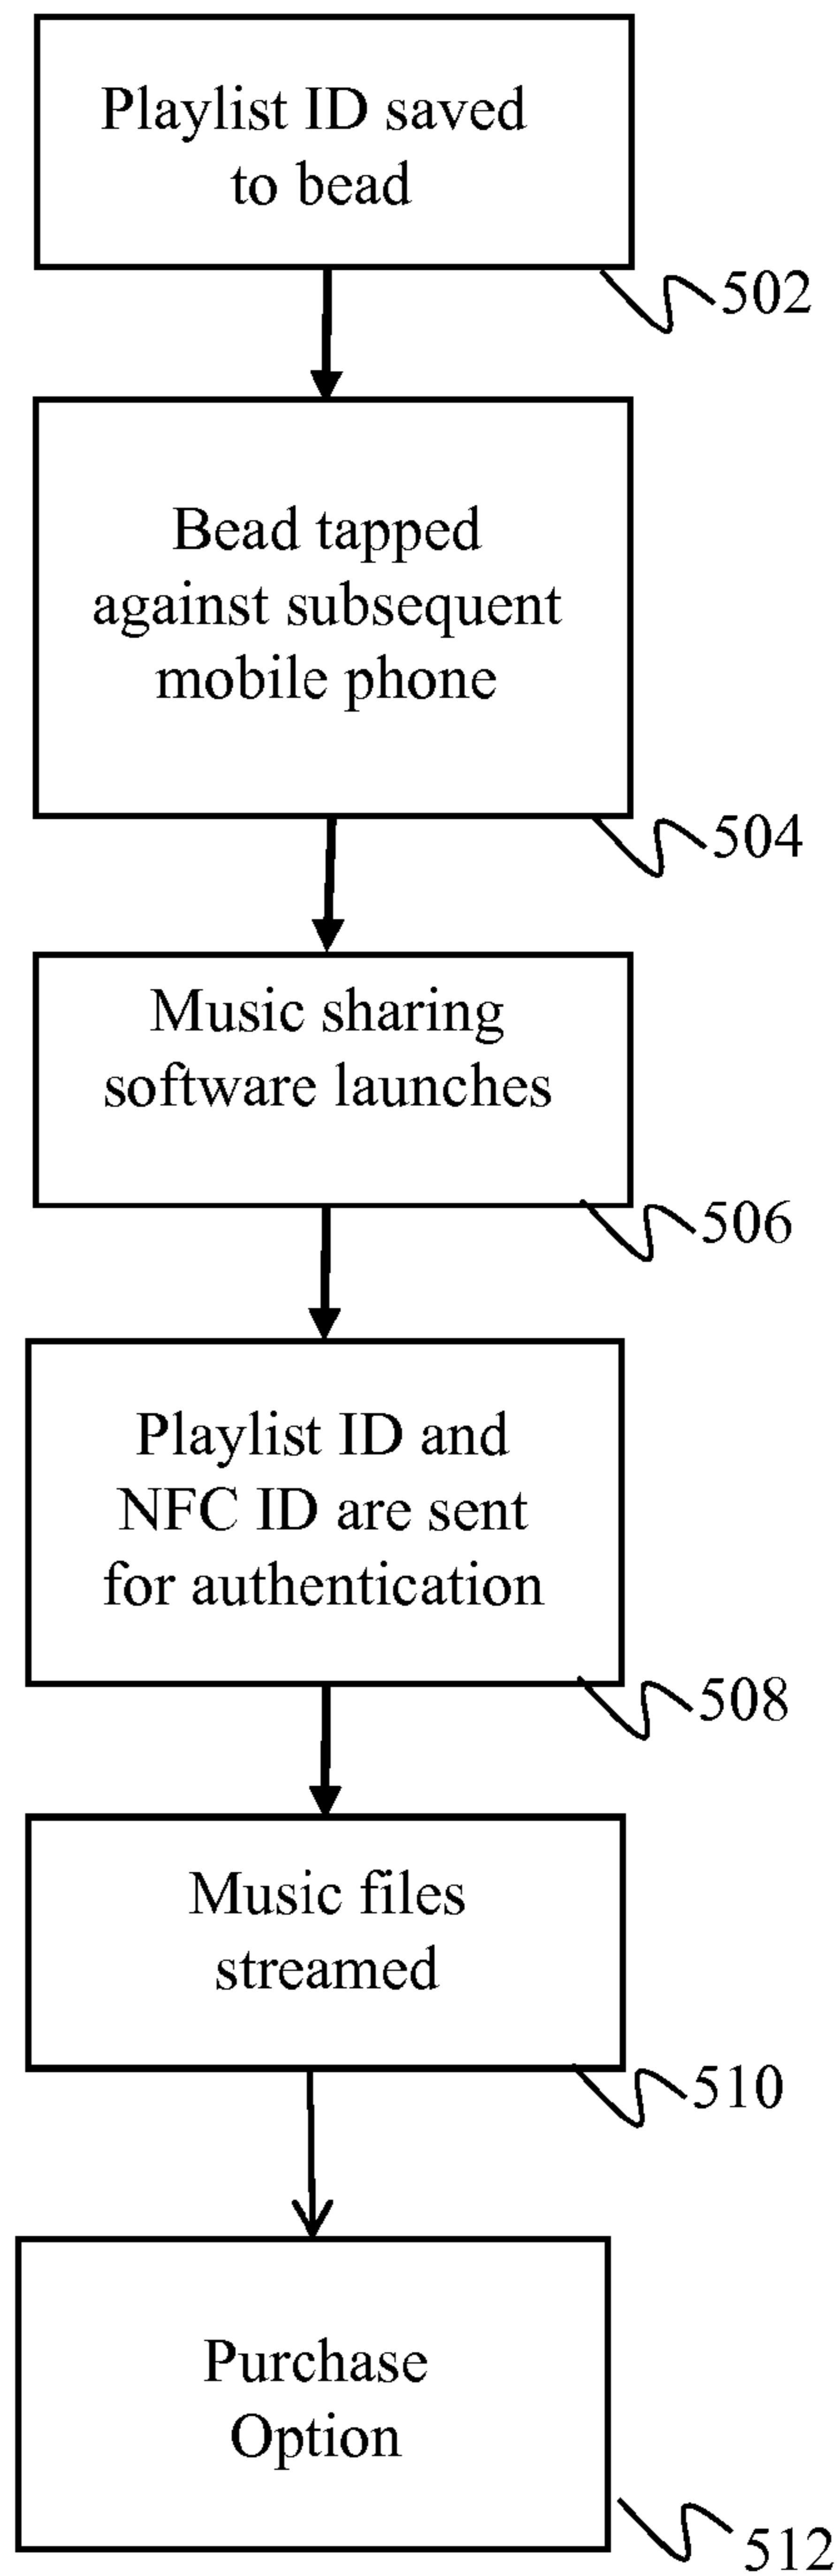 Playlist ID saved
to bead
502
Bead tapped
against subsequent
mobile phone
504
Music sharing
software launches
506
Playlist ID and
NFC ID are sent
for authentication
508
Music files
streamed
510
Purchase
Option
512